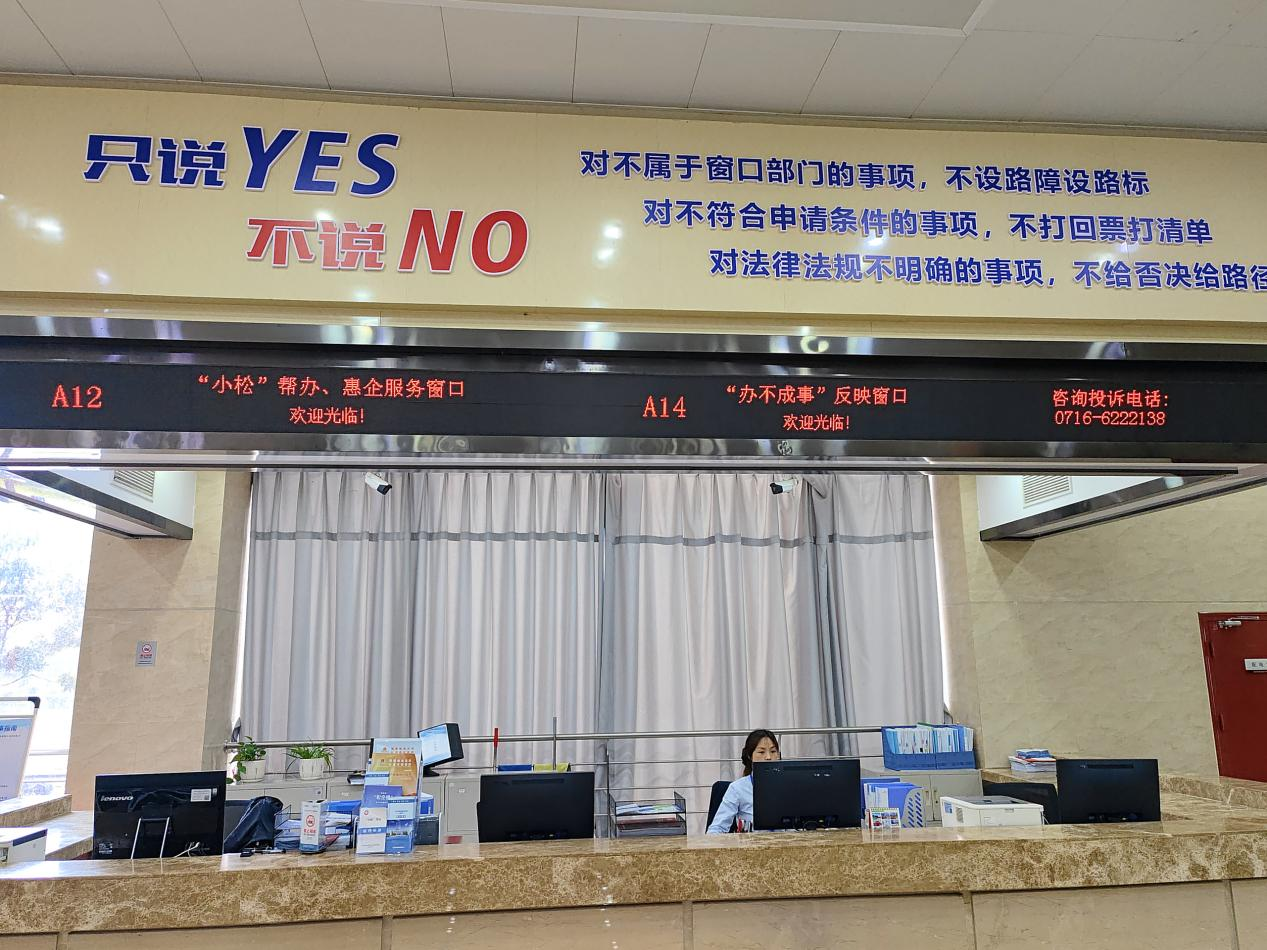 只说YES
不说NO
对不属于窗口部门的事项，不设路障设路标
对不符合申请条件的事项，不打回票打清单
对法律法规不明确的事项，不给否决给路径
A12
“小松”帮办、惠企服务窗口
欢迎光临!
A14
“办不成事”反映窗口
欢迎光临!
咨询投诉电话:
0716-6222138
lenovo